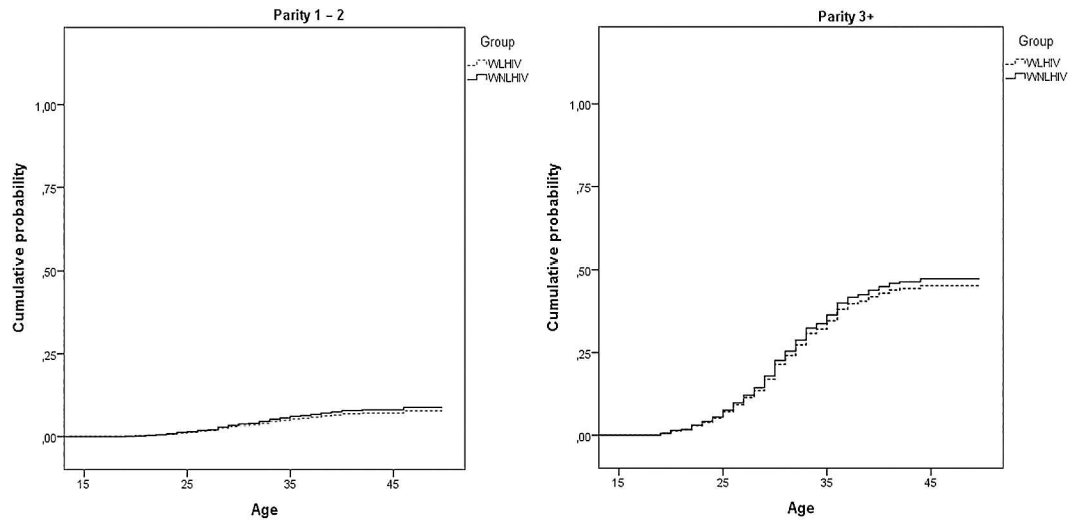 Parity 1 – 2
Cumulative probability
1,00
,75
,50
,25
,00
15 25 35 45
Age
Group
WLHIV
WNLHIV
Parity 3+
Cumulative probability
1,00
,75
,50
,25
,00
15 25 35 45
Age
Group
WLHIV
WNLHIV